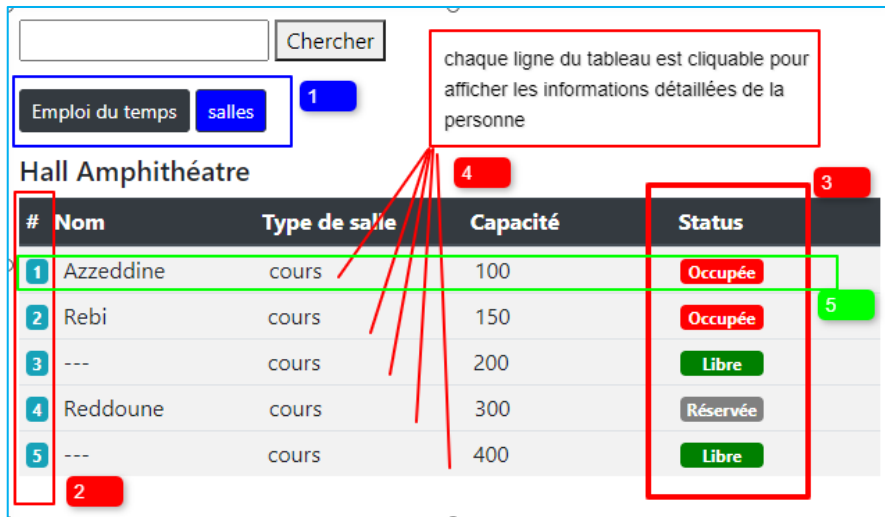 Chercher
chaque ligne du tableau est cliquable pour
afficher les informations détaillées de la
personne
1
Emploi du temps salles
Hall Amphithéatre
4
3
# Nom Type de salle Capacité Status
1 Azzeddine cours 100 Occupée
5
2 Rebi cours 150 Occupée
3 --- cours 200 Libre
4 Reddoune cours 300 Réservée
5 --- cours 400 Libre
2